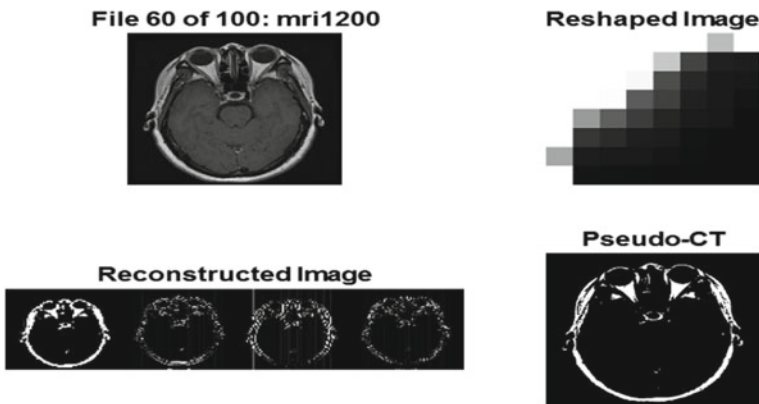 File 60 of 100: mri1200
Reshaped Image
Reconstructed Image
Pseudo-CT